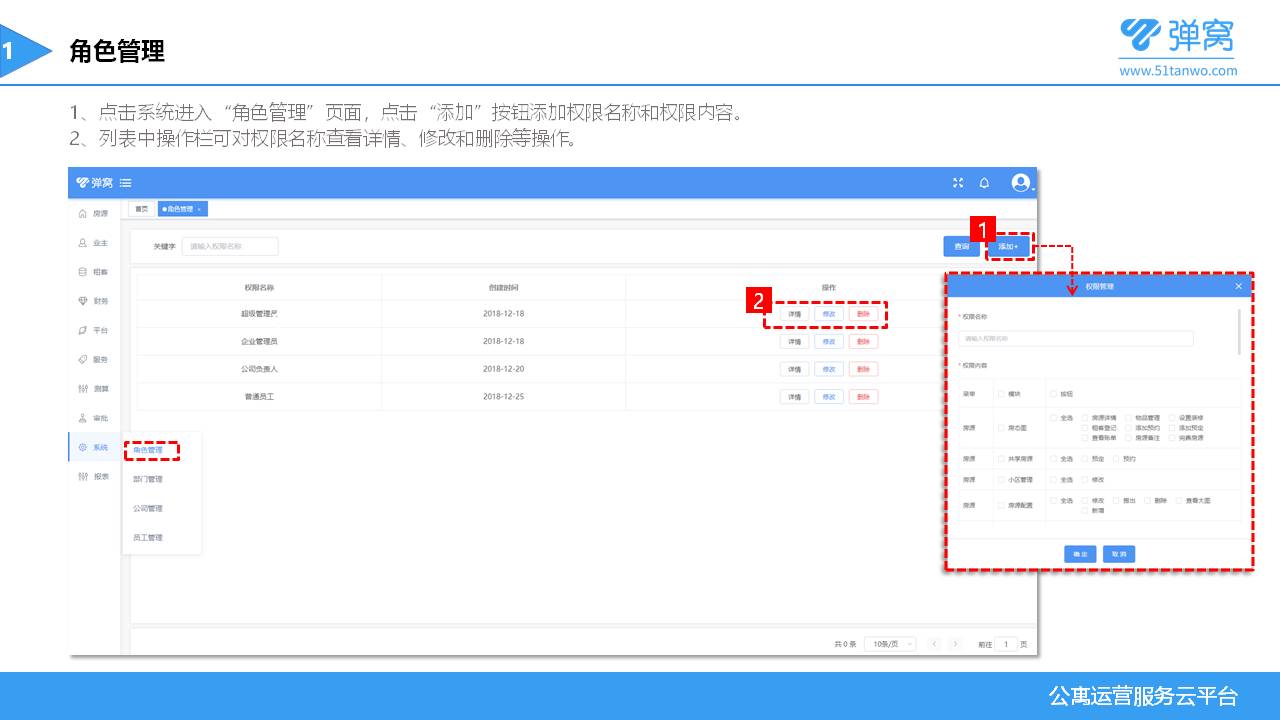 1
角色管理
弹窝
www.51tanwo.com
1、点击系统进入“角色管理”页面，点击“添加”按钮添加权限名称和权限内容。
2、列表中操作栏可对权限名称查看详情、修改和删除等操作。
弹窝
房源
业主
租客
财务
平台
服务
测算
审批
系统
报表
首页 角色管理 ×
关键字 请输入权限名称
查询 添加+
1
权限名称 创建时间 操作
2
超级管理员 2018-12-18 详情 修改 删除
企业管理员 2018-12-18 详情 修改 删除
公司负责人 2018-12-20 详情 修改 删除
普通员工 2018-12-25 详情 修改 删除
角色管理
部门管理
公司管理
员工管理
共 0 条 10条/页 前往 1 页
权限管理
* 权限名称
请输入权限名称
* 权限内容
菜单 模块 按钮
房源 房态图 全选 房源详情 物品管理 设置装修
租客登记 添加预约 添加预定
查看账单 房源备注 完善房源
房源 共享房源 全选 预定 预约
房源 小区管理 全选 修改
房源 房源配置 全选 修改 搬出 删除 查看大图
新增
确 定 取 消
公寓运营服务云平台